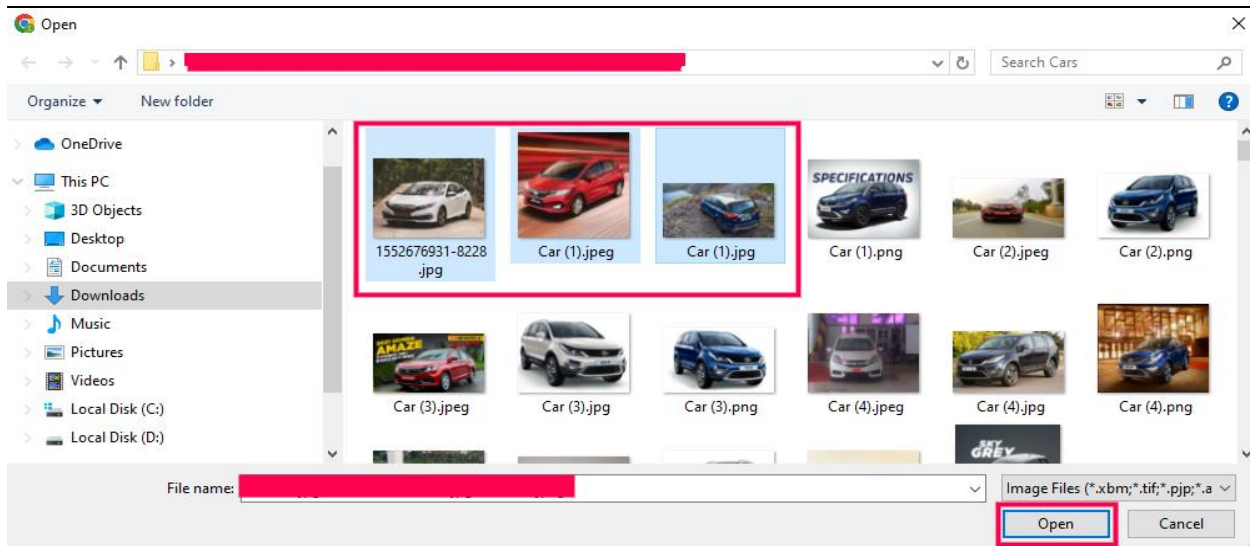 Open
Search Cars
Organize
New folder
OneDrive
This PC
3D Objects
Desktop
Documents
Downloads
Music
Pictures
Videos
Local Disk (C:)
Local Disk (D:)
1552676931-8228
.jpg
Car (1).jpeg
Car (1).jpg
SPECIFICATIONS
Car (1).png
Car (2).jpeg
Car (2).png
AMAZE
Car (3).jpeg
Car (3).jpg
Car (3).png
Car (4).jpeg
Car (4).jpg
Car (4).png
SKY
GREY
File name:
Image Files (*.xbm;*.tif;*.pjp;*.a
Open
Cancel